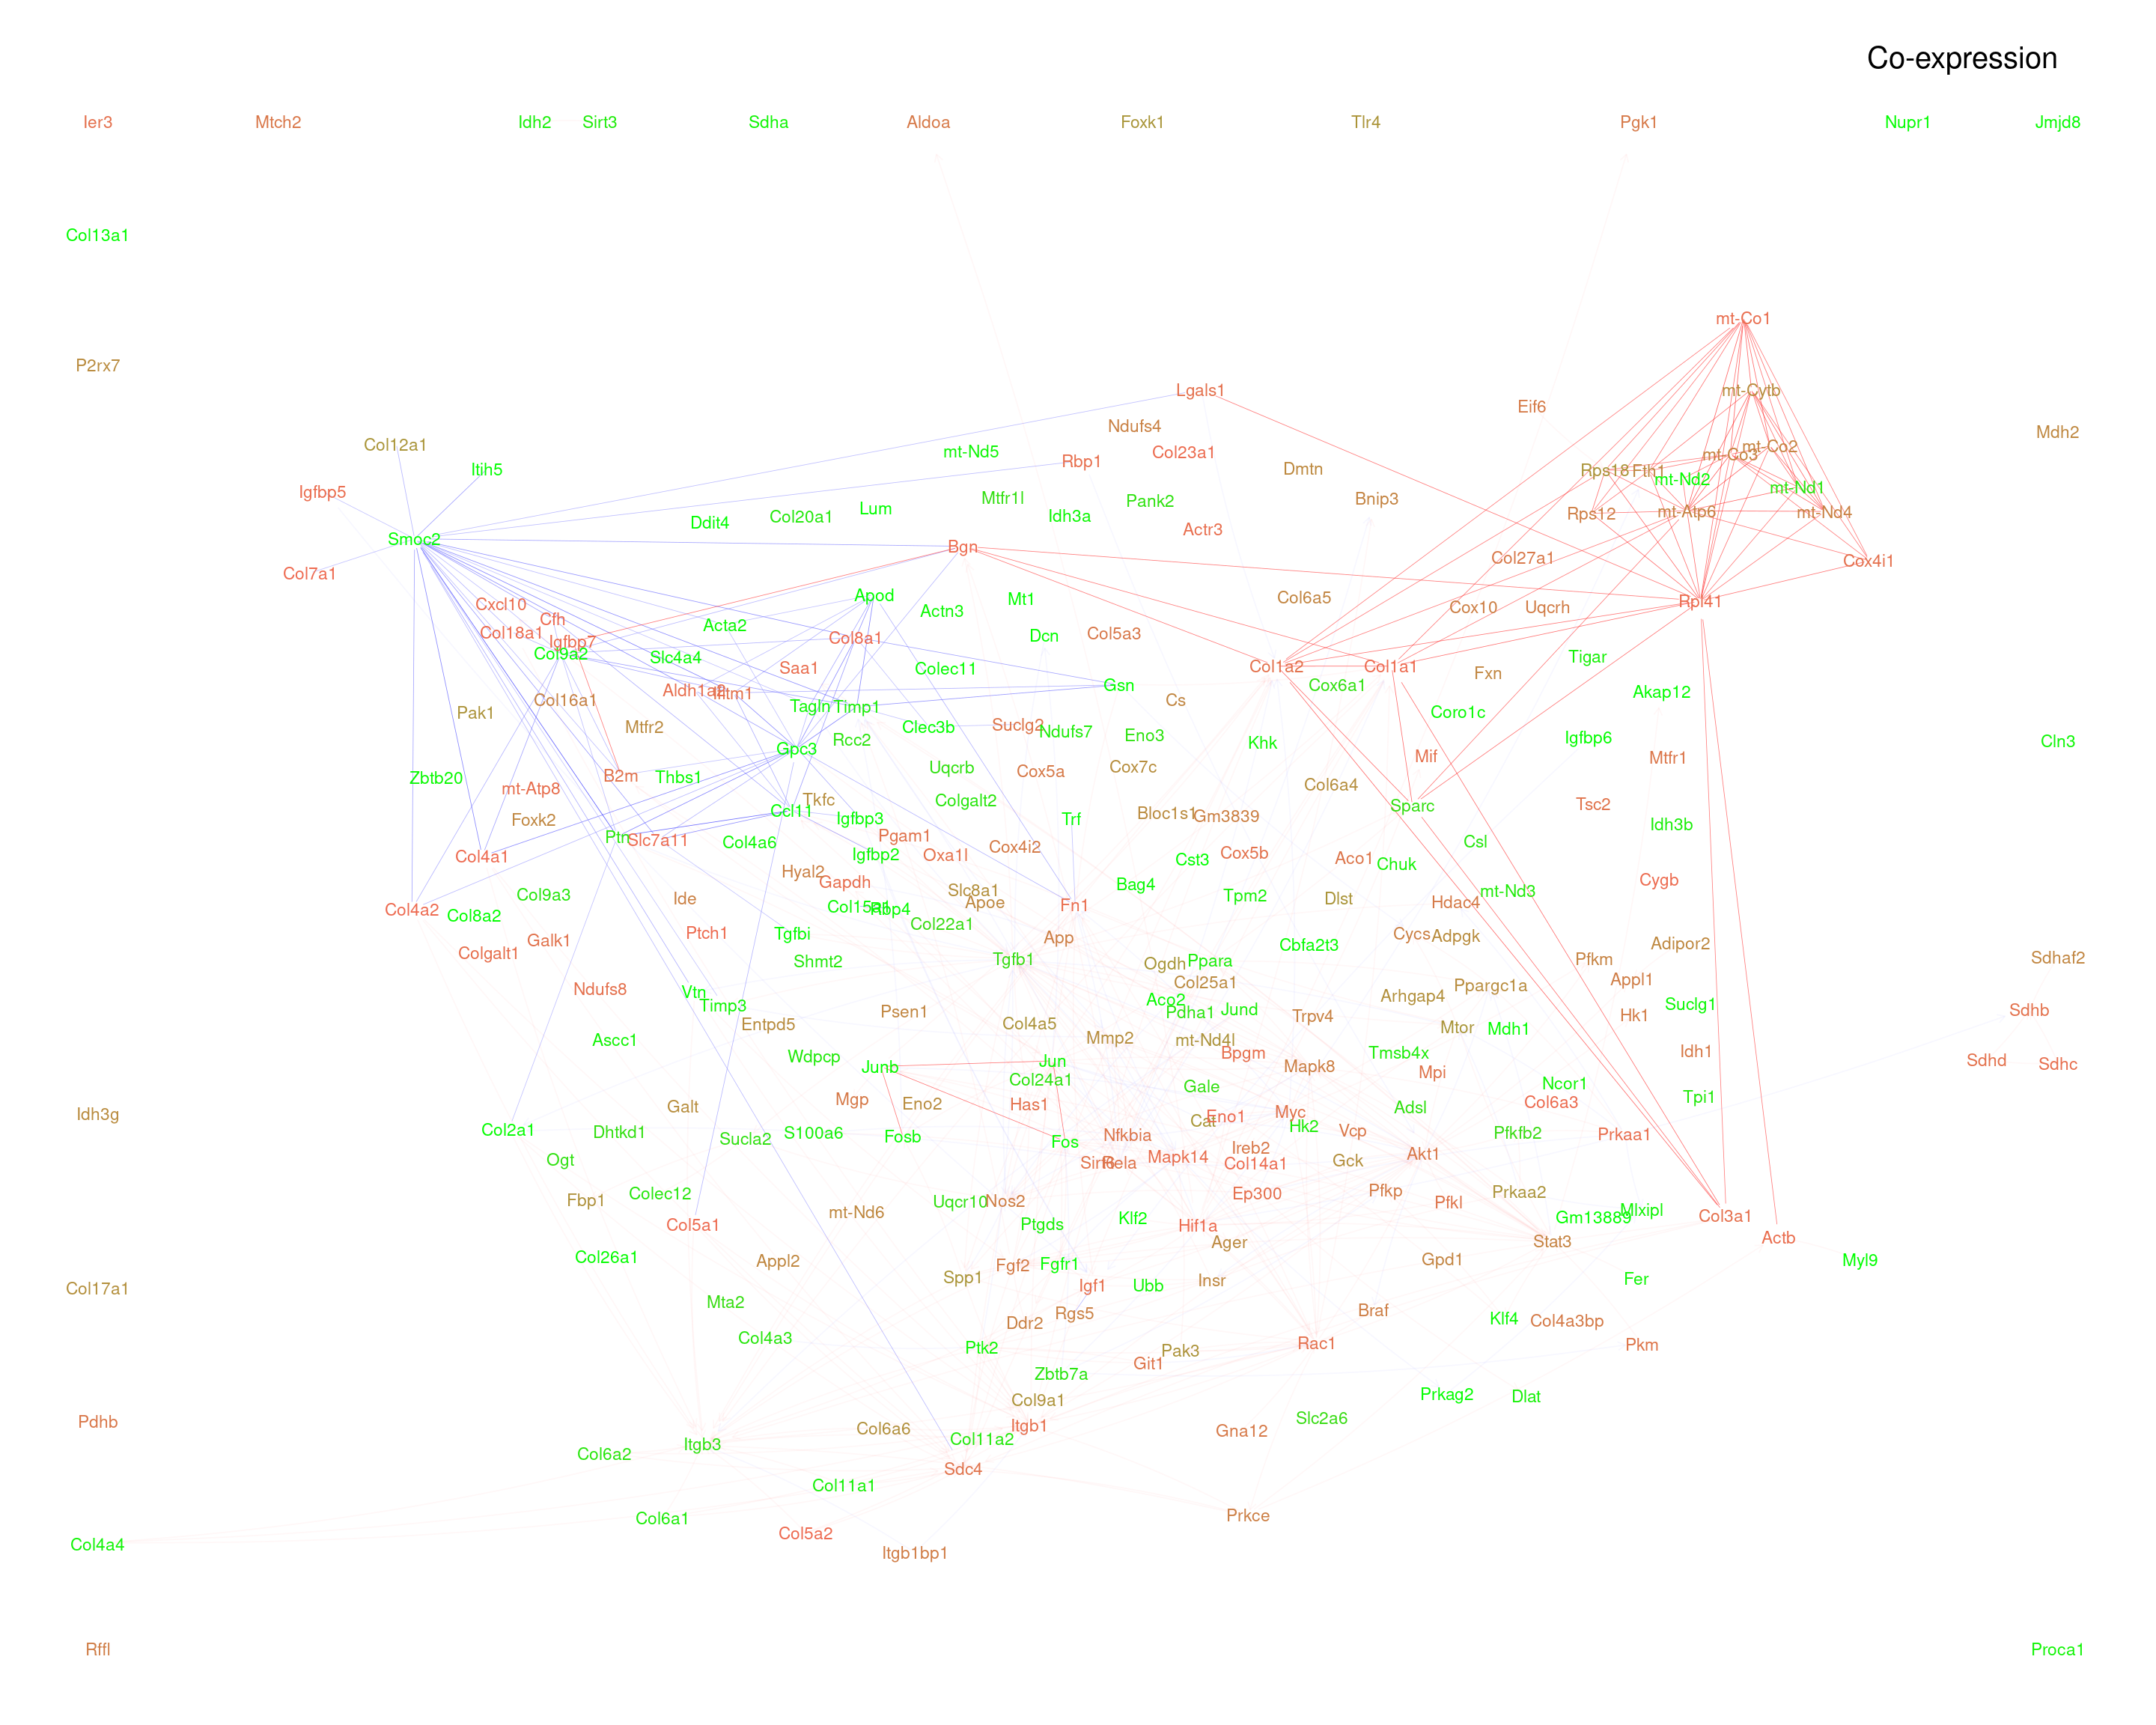 Co-expression
Ier3 Mtch2 Idh2 Sirt3 Sdha Aldoa Foxk1 Tlr4 Pgk1 Nupr1 Jmjd8
Col13a1
mt-Co1
P2rx7
Lgals1 mt-Cytb
Eif6
Ndufs4 Mdh2
Col12a1 mt-Nd5 Col23a1 mt-Co3 mt-Co2
Itih5 Rbp1 Dmtn Rps18 Fth1 mt-Nd2
Igfbp5 Mtfr1l Pank2 Bnip3 mt-Nd1
Ddit4 Col20a1 Lum Idh3a Rps12 mt-Atp6 mt-Nd4
Smoc2 Bgn Actr3
Col7a1 Col27a1 Cox4i1
Cxcl10 Apod Actn3 Mt1 Col6a5 Cox10 Uqcrh Rpl41
Cfh Col18a1 Igfbp7 Acta2 Col8a1 Dcn Col5a3
Col9a2 Slc4a4 Saa1 Colec11 Col1a2 Col1a1 Fxn Tigar
Col16a1 Aldh1a2 Ifitm1 Gsn Cox6a1 Akap12
Pak1 Mtfr2 Tagln Timp1 Clec3b Suclg2 Cs Coro1c
Gpc3 Rcc2 Ndufs7 Eno3 Khk Igfbp6 Cln3
Zbtb20 B2m Thbs1 Uqcrb Cox5a Cox7c Mif Mtfr1
mt-Atp8 Tkfc Colgalt2 Col6a4 Sparc Tsc2
Foxk2 Ptn Slc7a11 Ccl11 Igfbp3 Trf Bloc1s1 Gm3839 Idh3b
Col4a1 Col4a6 Pgam1 Igfbp2 Oxa1l Cox4i2 Cst3 Cox5b Aco1 Chuk Csl
Hyal2 Gapdh Slc8a1 Bag4 mt-Nd3 Cygb
Col4a2 Col8a2 Col9a3 Ide Col15a1 Rbp4 Apoe Fn1 Tpm2 Dlst Hdac4
Colgalt1 Galk1 Ptch1 Tgfbi Col22a1 App Cbfa2t3 Cycs Adpgk Adipor2
Shmt2 Tgfb1 Ogdh Ppara Pfkm Sdhaf2
Ndufs8 Vtn Timp3 Col25a1 Aco2 Arhgap4 Ppargc1a Appl1
Entpd5 Psen1 Col4a5 Pdha1 Jund Trpv4 Mtor Mdh1 Hk1 Suclg1 Sdhb
Ascc1 Wdpcp Junb Jun Mmp2 mt-Nd4l Bpgm Mapk8 Tmsb4x Mpi Idh1 Sdhd Sdhc
Idh3g Galt Mgp Eno2 Col24a1 Has1 Gale Ncor1 Tpi1
Col2a1 Dhtkd1 Sucla2 S100a6 Fosb Fos Nfkbia Cat Eno1 Myc Hk2 Vcp Adsl Col6a3 Pfkfb2 Prkaa1
Ogt Rela Mapk14 Ireb2 Col14a1 Gck Akt1
Fbp1 Colec12 mt-Nd6 Uqcr10 Nos2 Ep300 Pfkp Pfkl Prkaa2
Col5a1 Ptgds Klf2 Hif1a Gm13889 Mlxipl Col3a1
Col26a1 Appl2 Fgf2 Fgfr1 Ager Gpd1 Stat3 Actb Myl9
Col17a1 Mta2 Spp1 Igf1 Ubb Insr Fer
Col4a3 Ddr2 Rgs5 Braf Klf4 Col4a3bp
Ptk2 Git1 Pak3 Rac1 Pkm
Zbtb7a Prkag2 Dlat
Pdhb Col6a6 Col9a1 Itgb1 Gna12 Slc2a6
Col6a2 Itgb3 Col11a2 Sdc4
Col6a1 Col11a1 Prkce
Col4a4 Col5a2 Itgb1bp1
Rffl Proca1